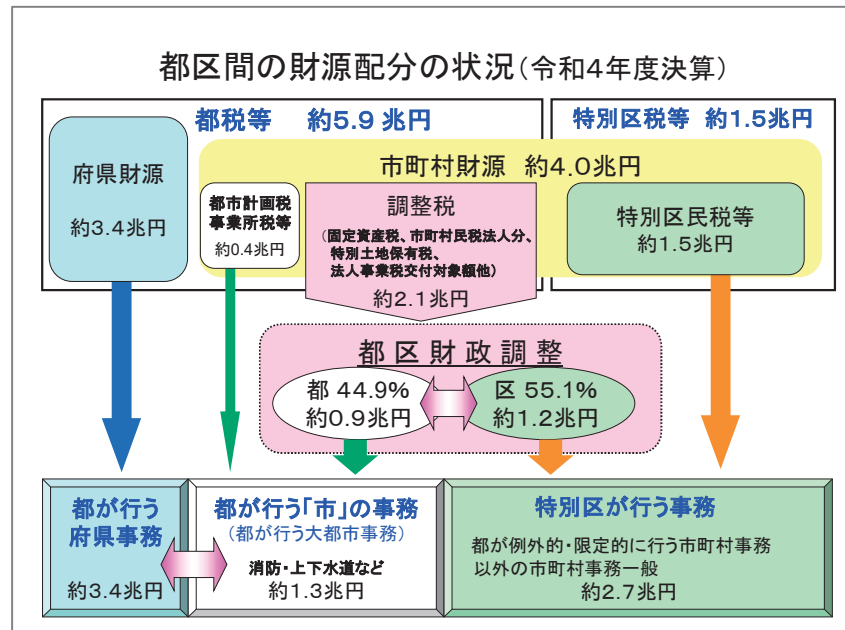 都区間の財源配分の状況（令和4年度決算）
都税等　約5.9 兆円
特別区税等 約1.5兆円
府県財源
約3.4兆円
市町村財源 約4.0兆円
都市計画税
事業所税等
約0.4兆円
調整税
（固定資産税、市町村民税法人分、
特別土地保有税、
法人事業税交付対象額他）
約2.1兆円
特別区民税等
約1.5兆円
都区財政調整
都 44.9%
約0.9兆円
区 55.1%
約1.2兆円
都が行う
府県事務
約3.4兆円
都が行う「市」の事務
（都が行う大都市事務）
消防・上下水道など
約1.3兆円
特別区が行う事務
都が例外的・限定的に行う市町村事務
以外の市町村事務一般
約2.7兆円